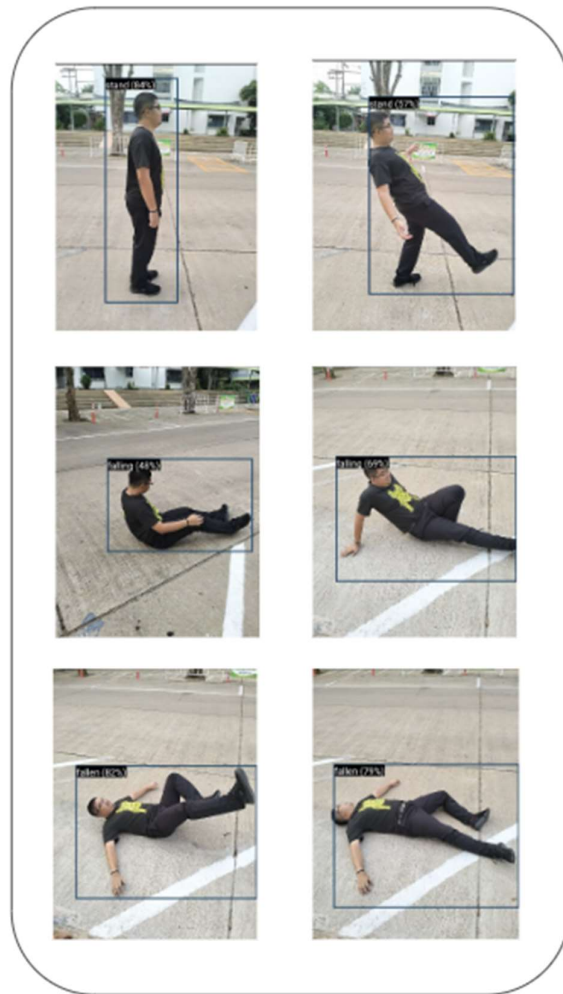 stand (84%)
stand (57%)
falling (48%)
falling (69%)
fallen (82%)
fallen (79%)